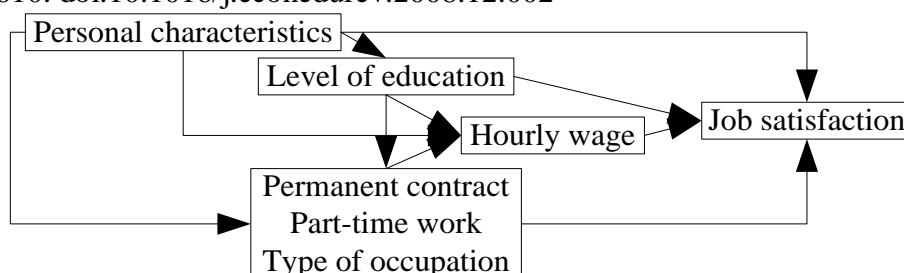 Personal characteristics
Level of education
Job satisfaction
Hourly wage
Permanent contract
Part-time work
Type of occupation